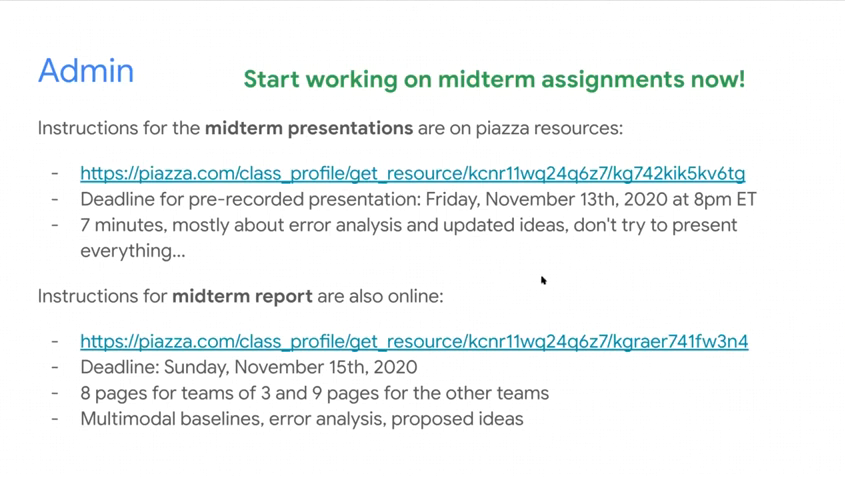 Admin
Start working on midterm assignments now!
Instructions for the midterm presentations are on piazza resources:
- https://piazza.com/class_profile/get_resource/kcnr11wq24q6z7/kg742kik5kv6tg
- Deadline for pre-recorded presentation: Friday, November 13th, 2020 at 8pm ET
- 7 minutes, mostly about error analysis and updated ideas, don't try to present
everything...
Instructions for midterm report are also online:
- https://piazza.com/class_profile/get_resource/kcnr11wq24q6z7/kgraer741fw3n4
- Deadline: Sunday, November 15th, 2020
- 8 pages for teams of 3 and 9 pages for the other teams
- Multimodal baselines, error analysis, proposed ideas